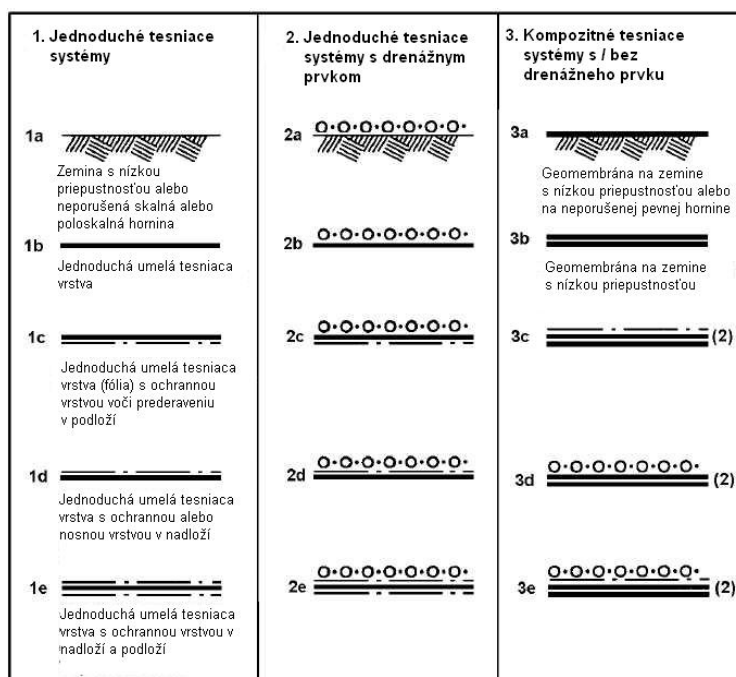 1. Jednoduché tesniace
systémy
1a
Zemina s nízkou
priepustnosťou alebo
neporušená skalná alebo
poloskalná hornina
1b
Jednoduchá umelá tesniaca
vrstva
1c
Jednoduchá umelá tesniaca
vrstva (fólia) s ochrannou
vrstvou voči prederaveniu
v podloží
1d
Jednoduchá umelá tesniaca
vrstva s ochrannou alebo
nosnou vrstvou v nadloží
1e
Jednoduchá umelá tesniaca
vrstva s ochrannou vrstvou v
nadloží a podloží
2. Jednoduché tesniace
systémy s drenážnym
prvkom
2a
2b
2c
2d
2e
3. Kompozitné tesniace
systémy s / bez
drenážneho prvku
3a
Geomembrána na zemine
s nízkou priepustnosťou alebo
na neporušenej pevnej hornine
3b
Geomembrána na zemine
s nízkou priepustnosťou
3c (2)
3d (2)
3e (2)